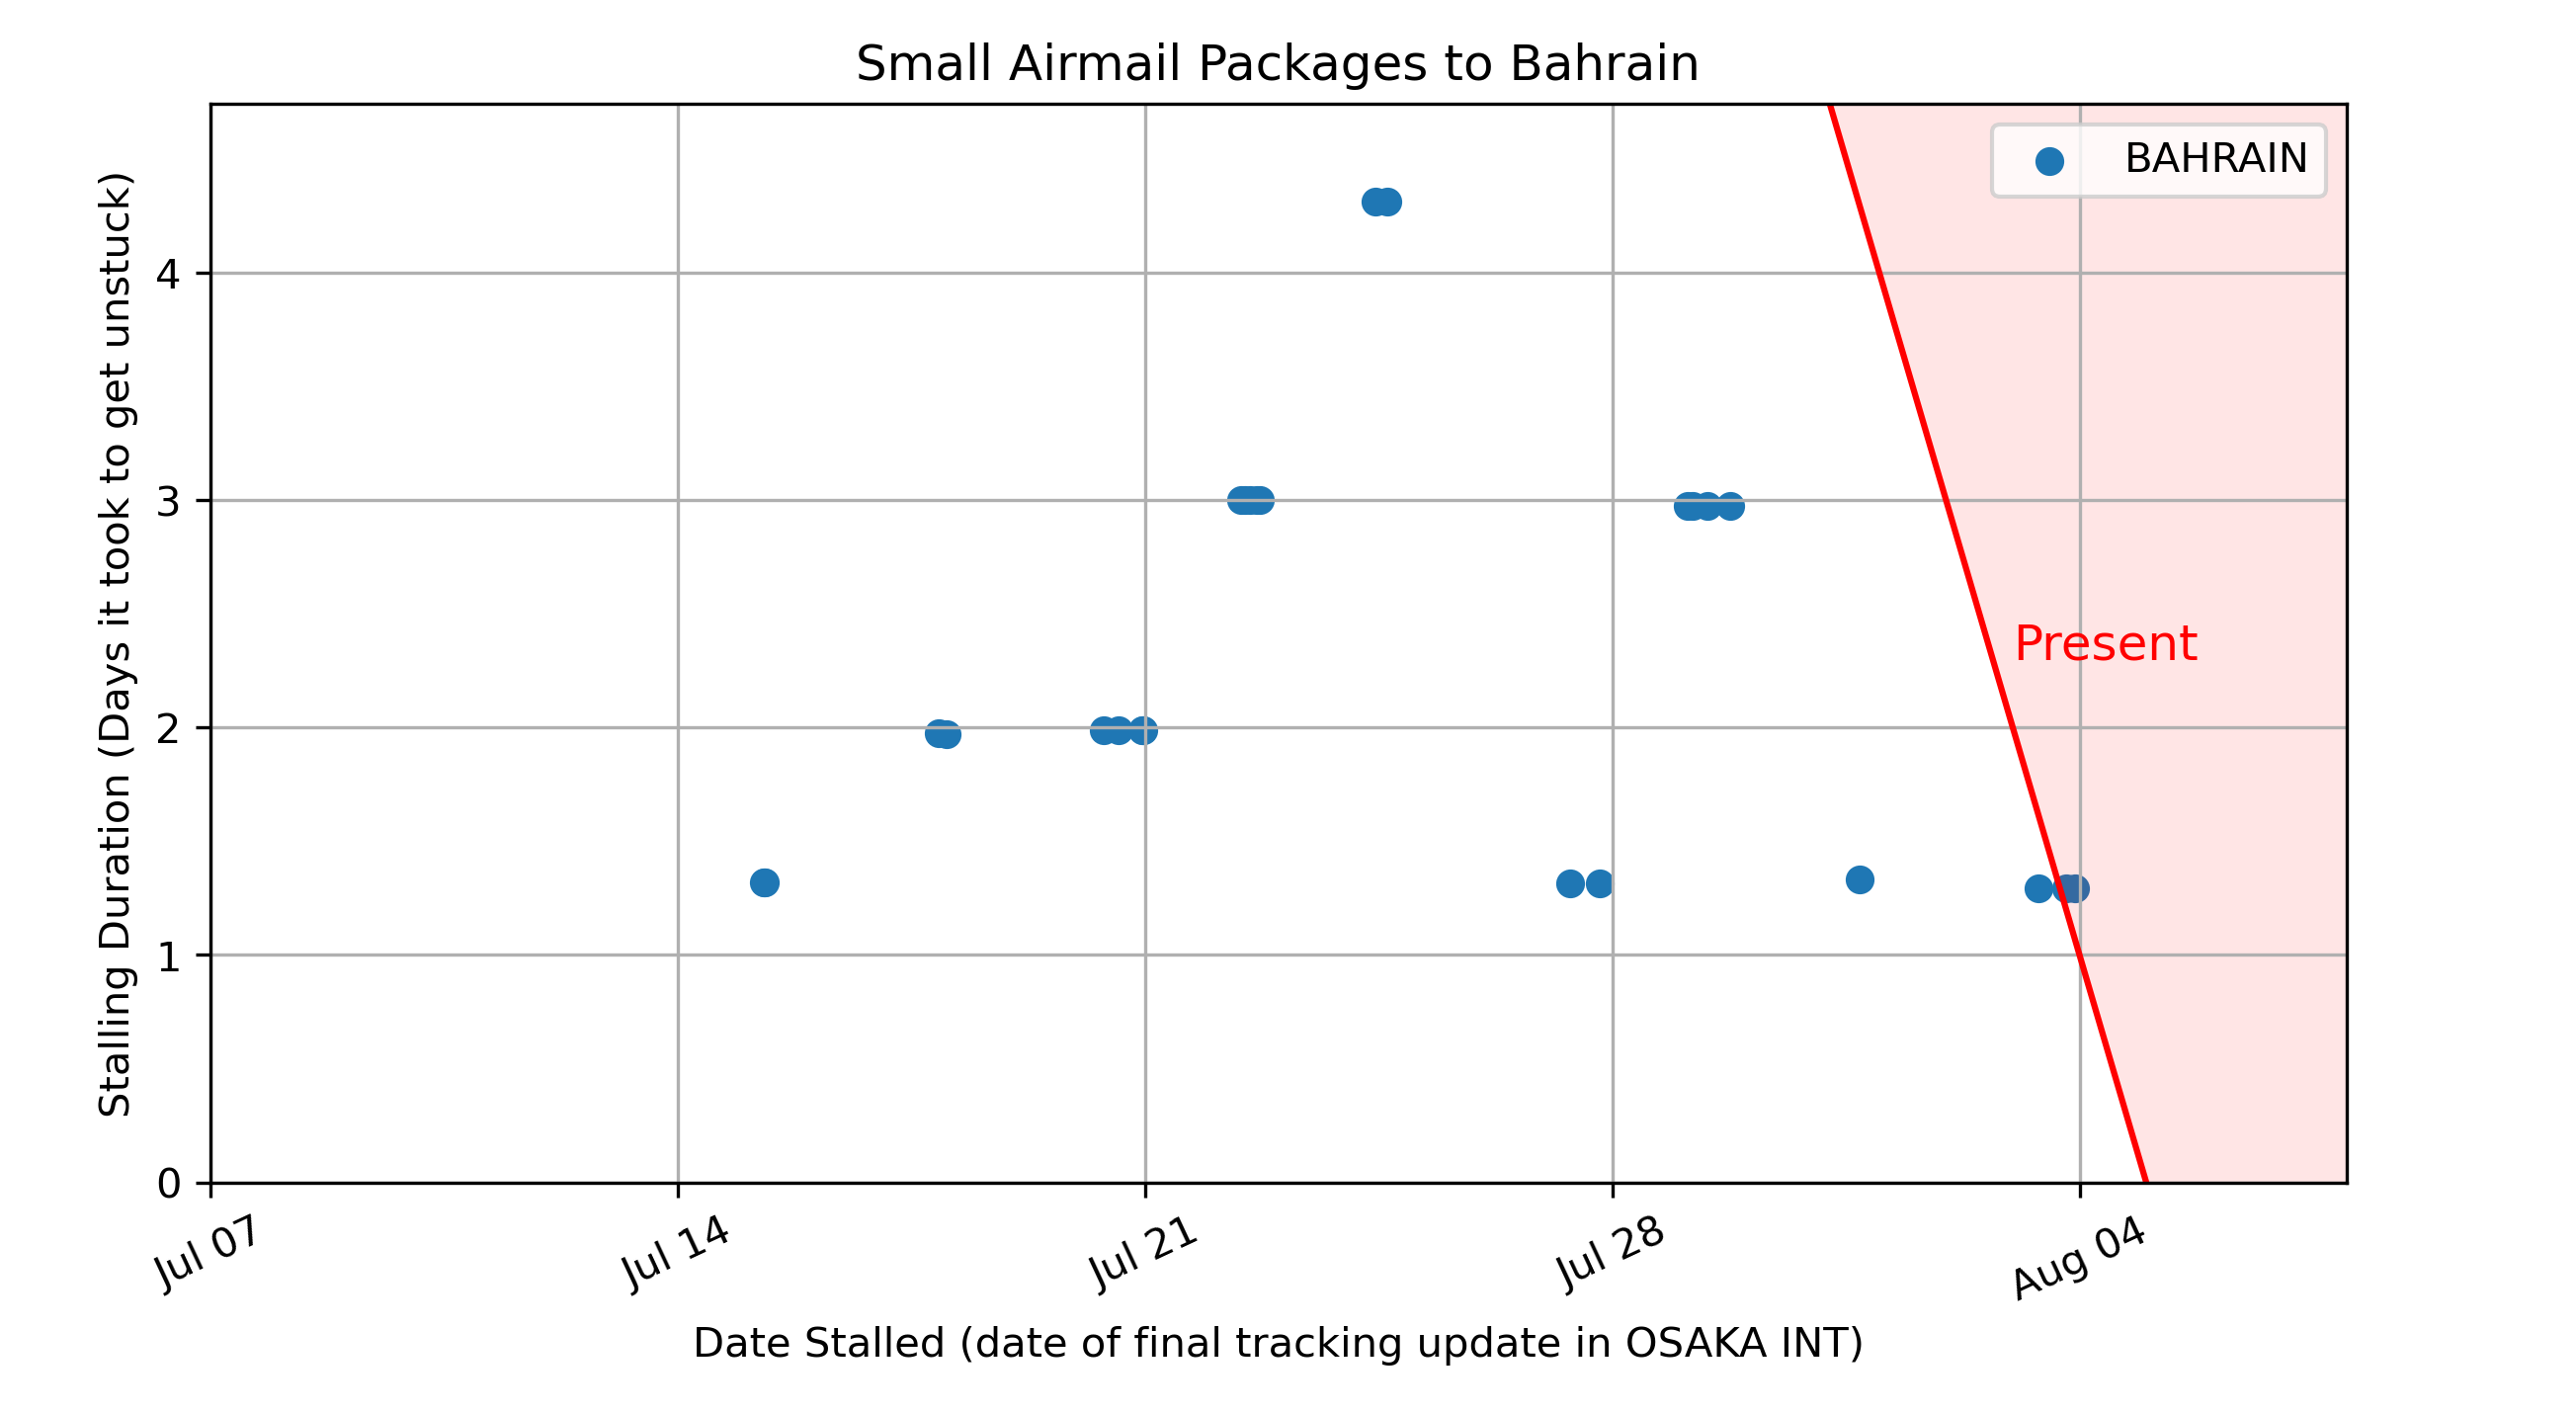 Small Airmail Packages to Bahrain
BAHRAIN
Stalling Duration (Days it took to get unstuck)
4
3
2
1
0
Present
Jul 07
Jul 14
Jul 21
Jul 28
Aug 04
Date Stalled (date of final tracking update in OSAKA INT)